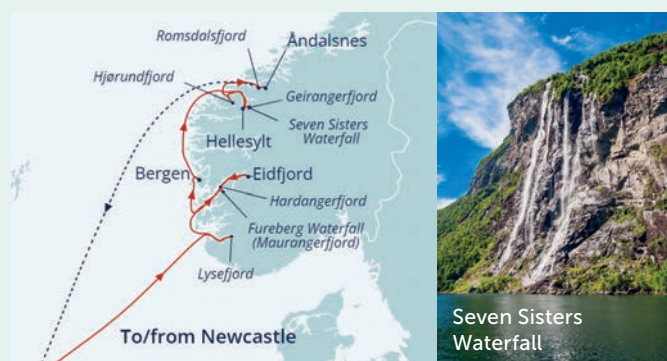 Romsdalsfjord
Åndalsnes
Hjørundfjord
Geirangerfjord
Seven Sisters
Waterfall
Hellesylt
Bergen
Eidfjord
Hardangerfjord
Fureberg Waterfall
(Maurangerfjord)
Lysefjord
To/from Newcastle
Seven Sisters
Waterfall